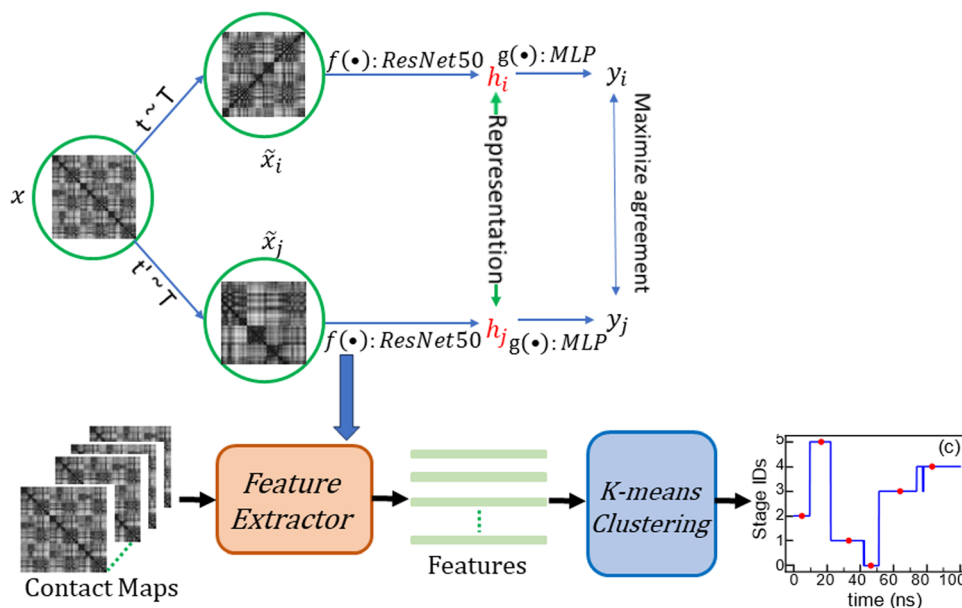 x
t ~ T
t' ~ T
x̃ᵢ
x̃ⱼ
f(•): ResNet50
hᵢ
g(•): MLP
yᵢ
Representation
Maximize agreement
f(•): ResNet50
hⱼ
g(•): MLP
yⱼ
Contact Maps
Feature
Extractor
Features
K-means
Clustering
(c)
Stage IDs
5
4
3
2
1
0
0 20 40 60 80 100
time (ns)